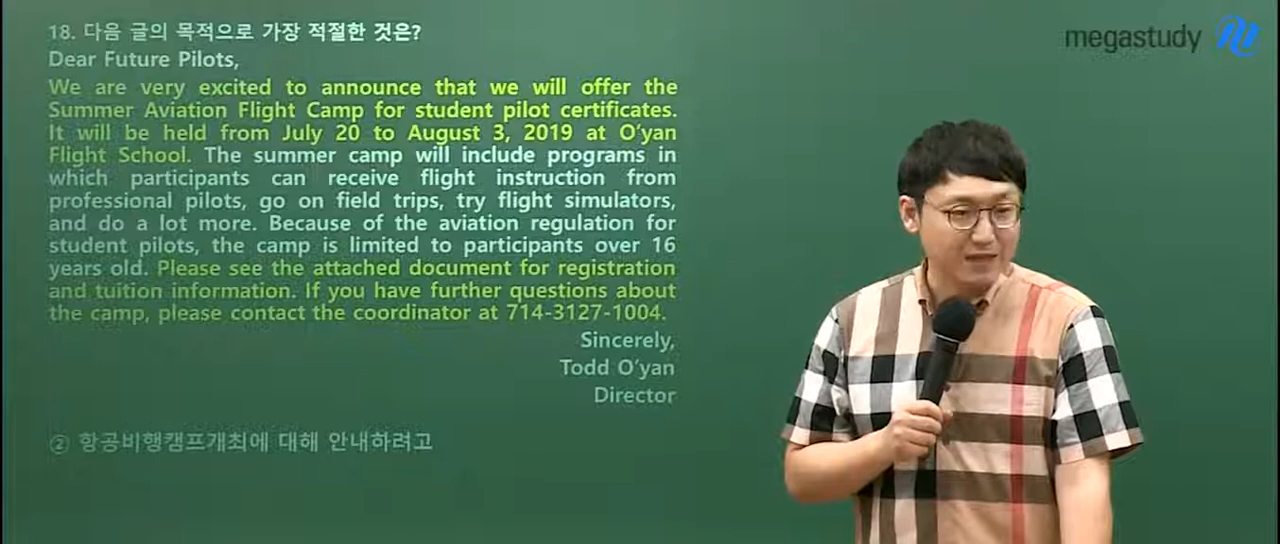 18. 다음 글의 목적으로 가장 적절한 것은?
megastudy
Dear Future Pilots,
We are very excited to announce that we will offer the
Summer Aviation Flight Camp for student pilot certificates.
It will be held from July 20 to August 3, 2019 at O'yan
Flight School. The summer camp will include programs in
which participants can receive flight instruction from
professional pilots, go on field trips, try flight simulators,
and do a lot more. Because of the aviation regulation for
student pilots, the camp is limited to participants over 16
years old. Please see the attached document for registration
and tuition information. If you have further questions about
the camp, please contact the coordinator at 714-3127-1004.
Sincerely,
Todd O'yan
Director
② 항공비행캠프개최에 대해 안내하려고